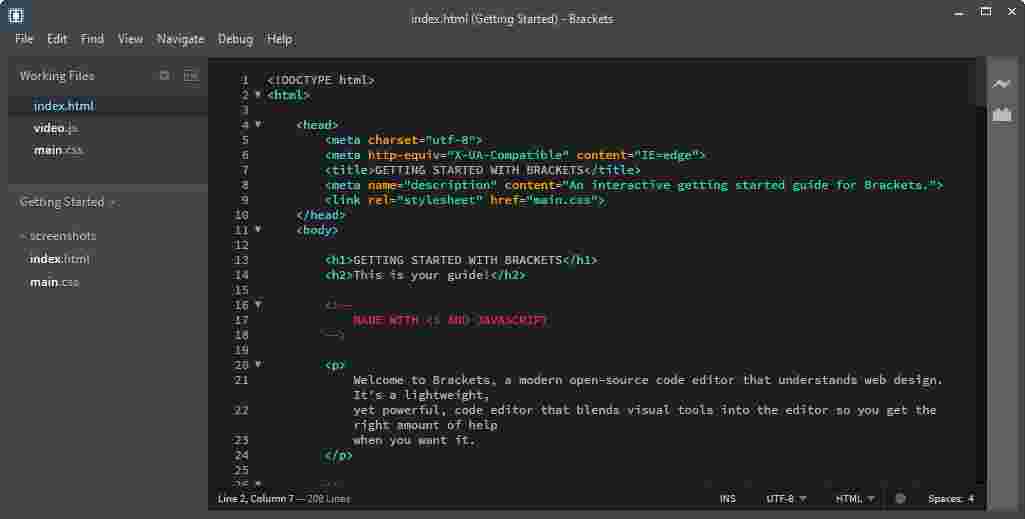 index.html (Getting Started) - Brackets
File Edit Find View Navigate Debug Help
Working Files
index.html
video.js
main.css
Getting Started
screenshots
index.html
main.css
1 <!DOCTYPE html>
2 <html>
3
4 <head>
5 <meta charset="utf-8">
6 <meta http-equiv="X-UA-Compatible" content="IE=edge">
7 <title>GETTING STARTED WITH BRACKETS</title>
8 <meta name="description" content="An interactive getting started guide for Brackets.">
9 <link rel="stylesheet" href="main.css">
10 </head>
11 <body>
12
13 <h1>GETTING STARTED WITH BRACKETS</h1>
14 <h2>This is your guide!</h2>
15
16 <!--
17 MADE WITH <3 AND JAVASCRIPT
18 -->
19
20 <p>
21 Welcome to Brackets, a modern open-source code editor that understands web design.
It's a lightweight,
22 yet powerful, code editor that blends visual tools into the editor so you get the
right amount of help
23 when you want it.
24 </p>
25
26
Line 2, Column 7 — 208 Lines
INS UTF-8 HTML Spaces: 4